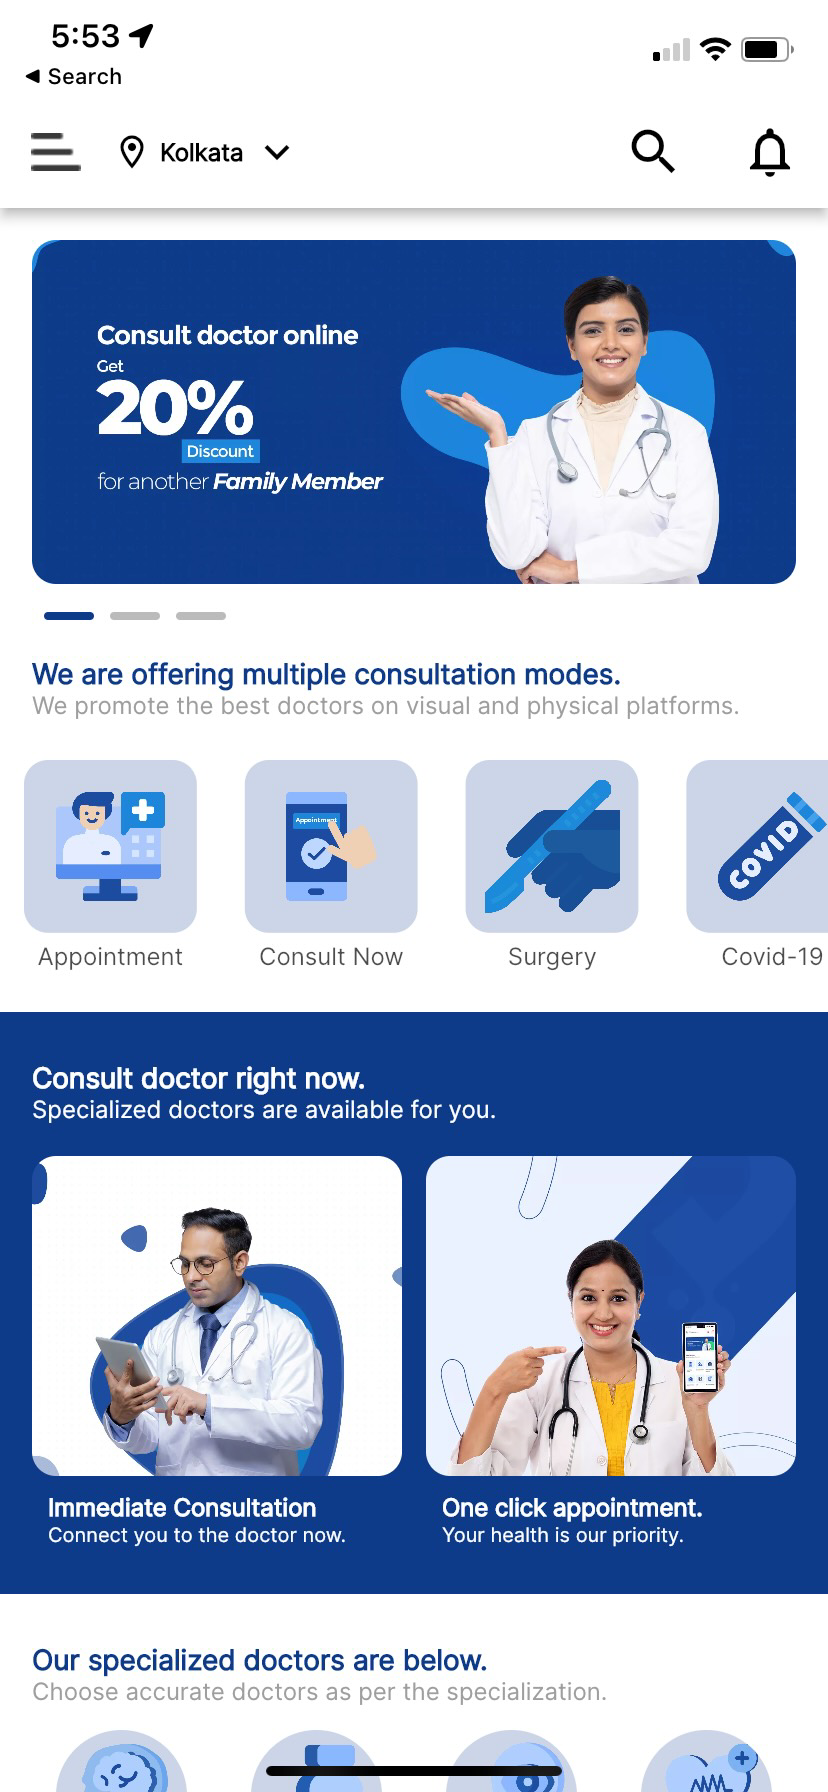 5:53
Search
Kolkata
Consult doctor online
Get
20%
Discount
for another Family Member
We are offering multiple consultation modes.
We promote the best doctors on visual and physical platforms.
Appointment
COVID
Appointment
Consult Now
Surgery
Covid-19
Consult doctor right now.
Specialized doctors are available for you.
Immediate Consultation
Connect you to the doctor now.
One click appointment.
Your health is our priority.
Our specialized doctors are below.
Choose accurate doctors as per the specialization.